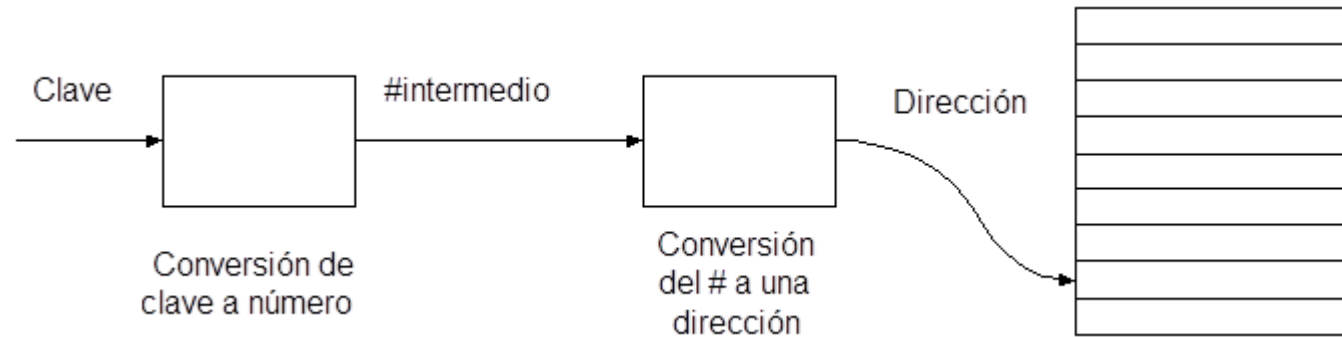 Clave
#intermedio
Dirección
Conversión de
clave a número
Conversión
del # a una
dirección